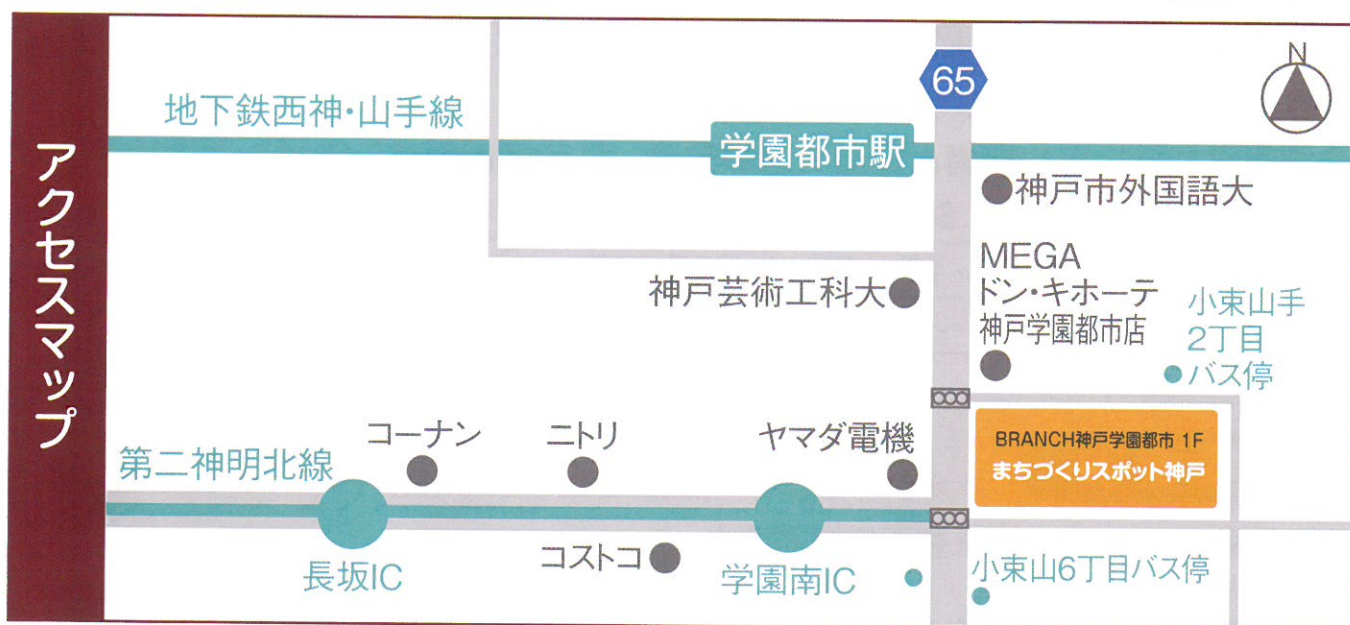 アクセスマップ
N
65
地下鉄西神・山手線
学園都市駅
神戸市外国語大
MEGA
ドン・キホーテ
神戸学園都市店
神戸芸術工科大
小束山手
2丁目
バス停
コーナン
ニトリ
ヤマダ電機
BRANCH神戸学園都市 1F
まちづくりスポット神戸
第二神明北線
長坂IC
コストコ
学園南IC
小束山6丁目バス停